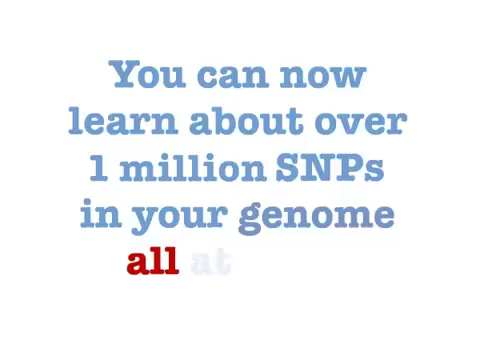 You can now
learn about over
1 million SNPs
in your genome
all at